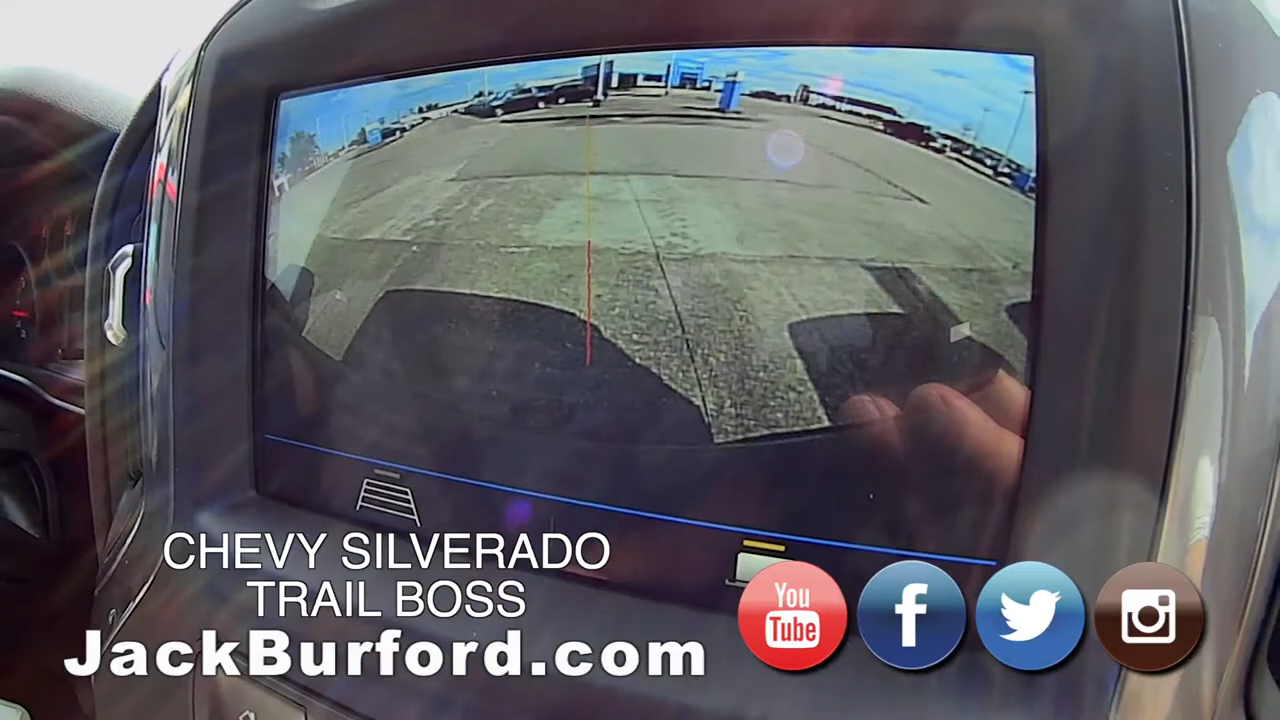 CHEVY SILVERADO
TRAIL BOSS
JackBurford.com
You
Tube
f